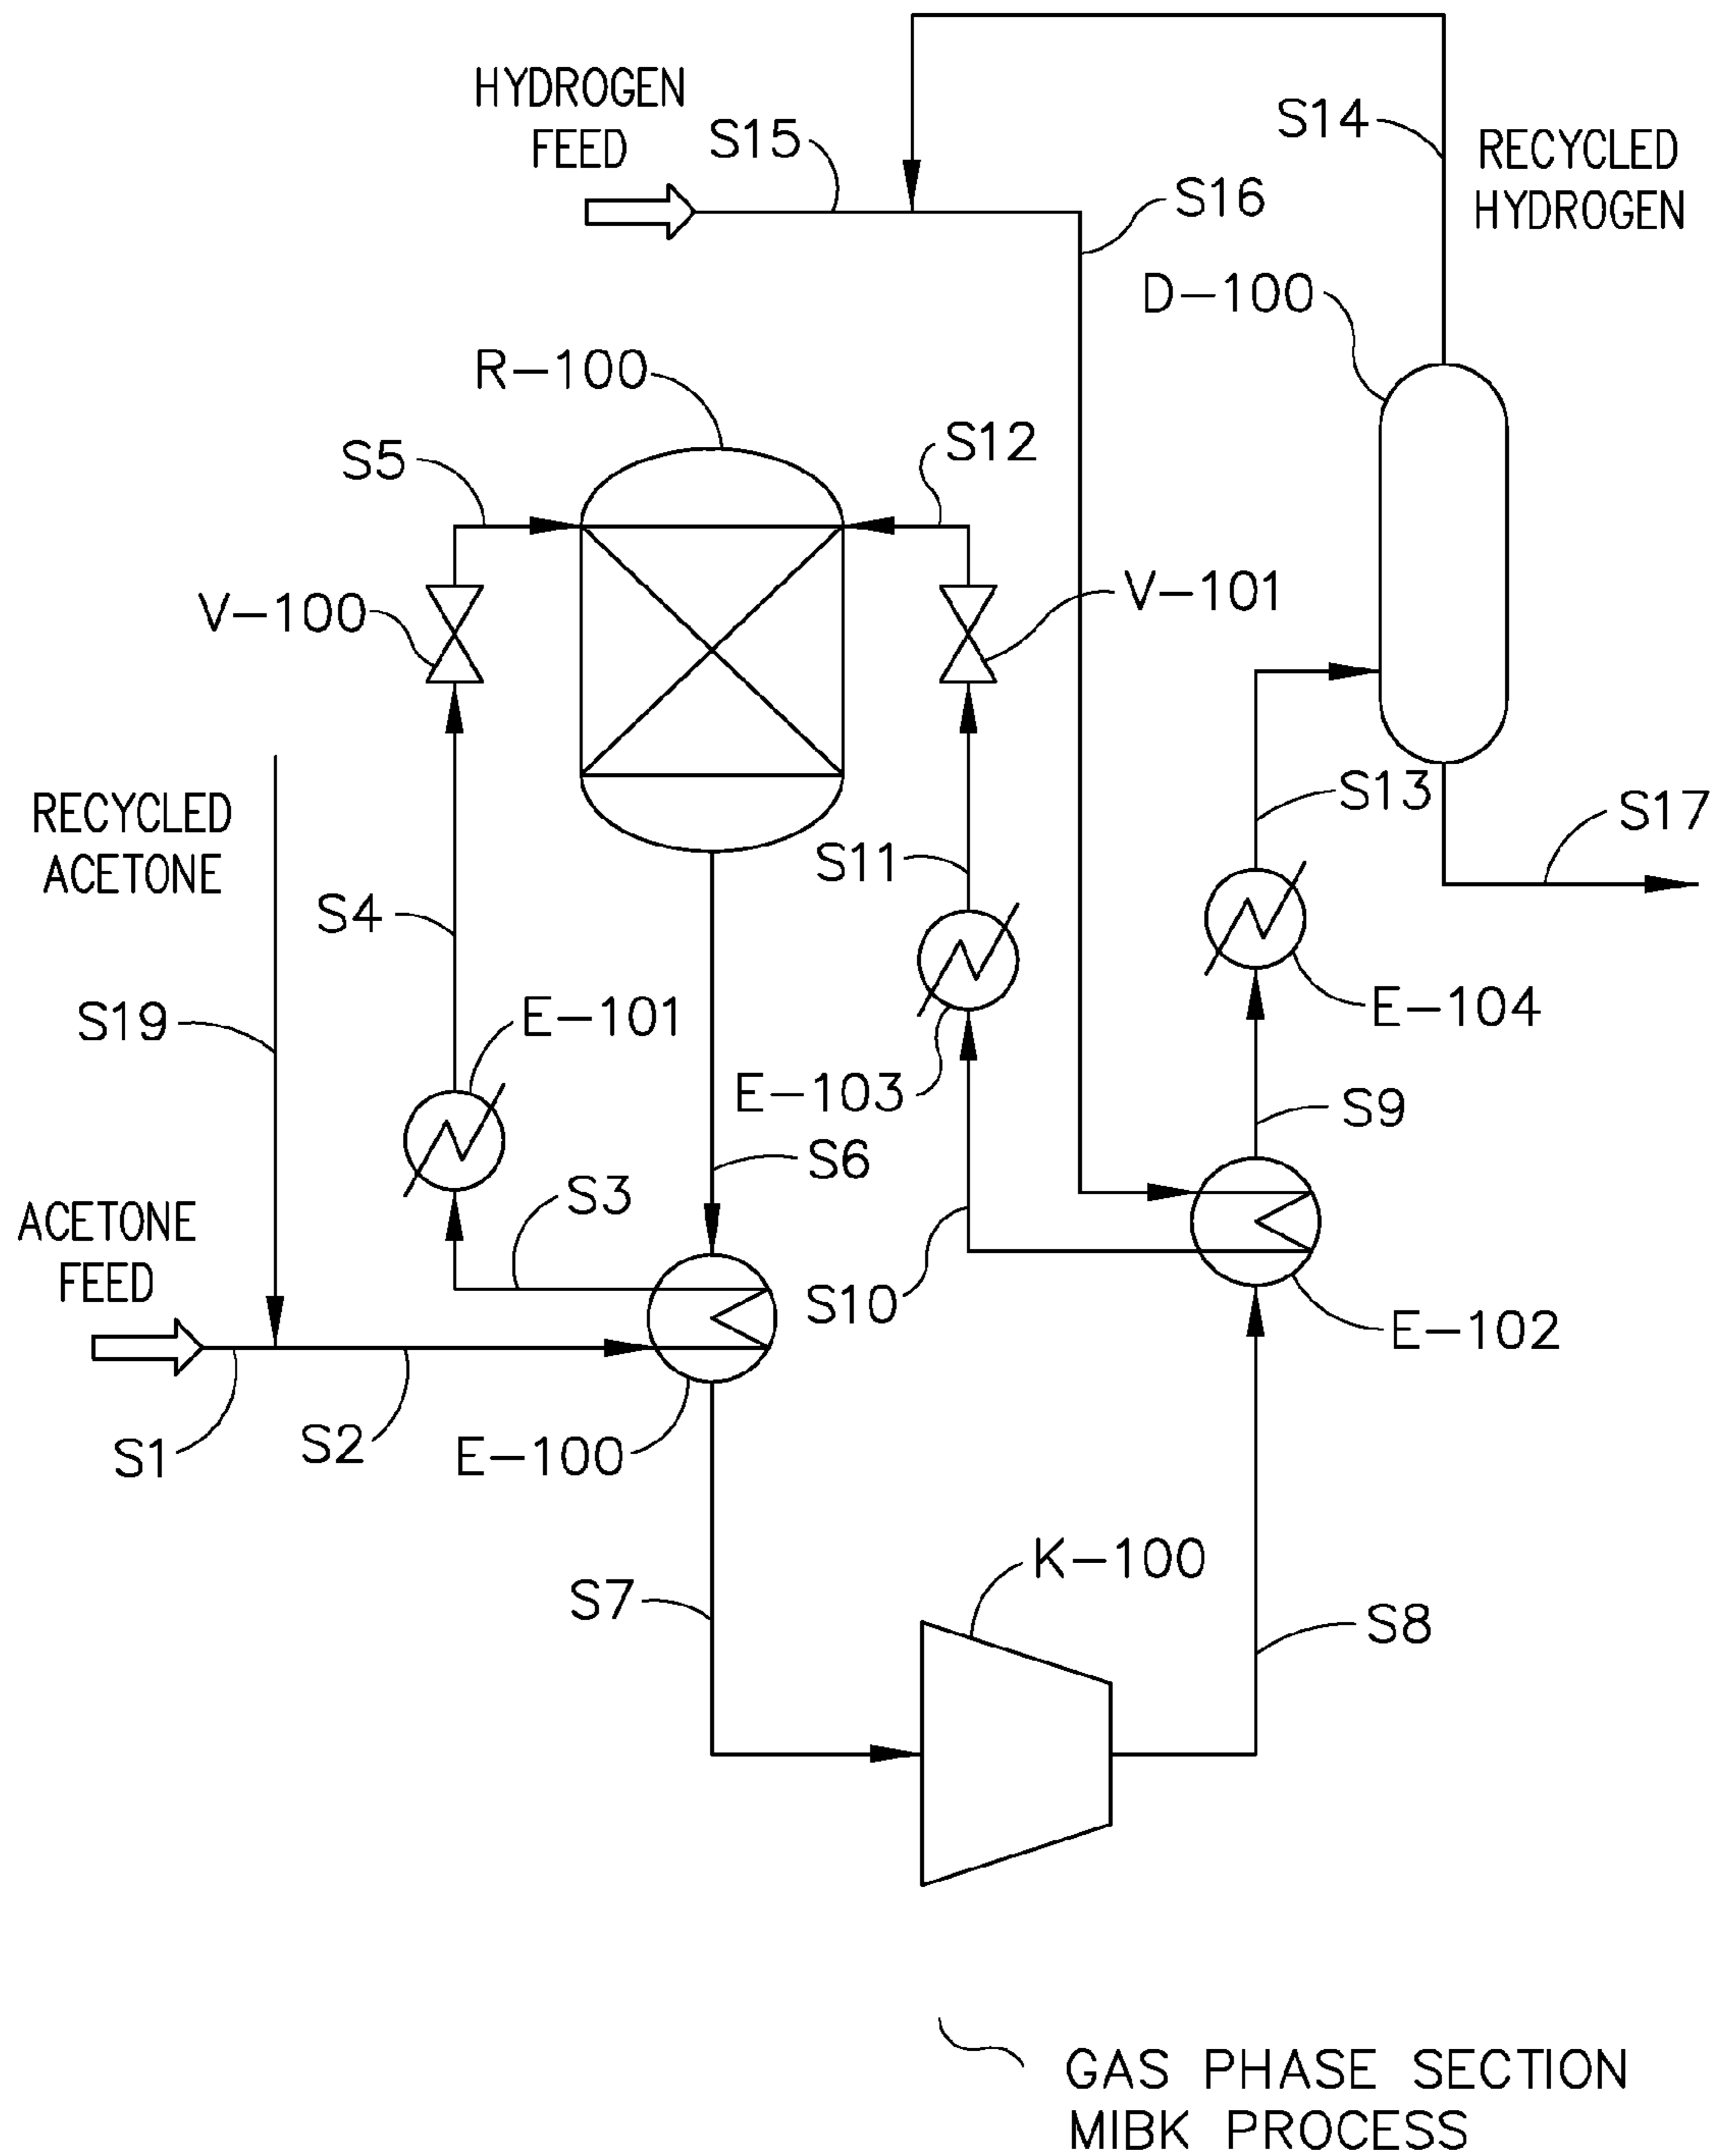 HYDROGEN
FEED
S15
S14
RECYCLED
HYDROGEN
S16
D-100
R-100
S5
S12
V-100
V-101
RECYCLED
ACETONE
S13
S17
S11
S4
S19
E-101
E-104
E-103
S9
S6
S3
ACETONE
FEED
S10
E-102
S1
S2
E-100
K-100
S7
S8
GAS PHASE SECTION
MIBK PROCESS